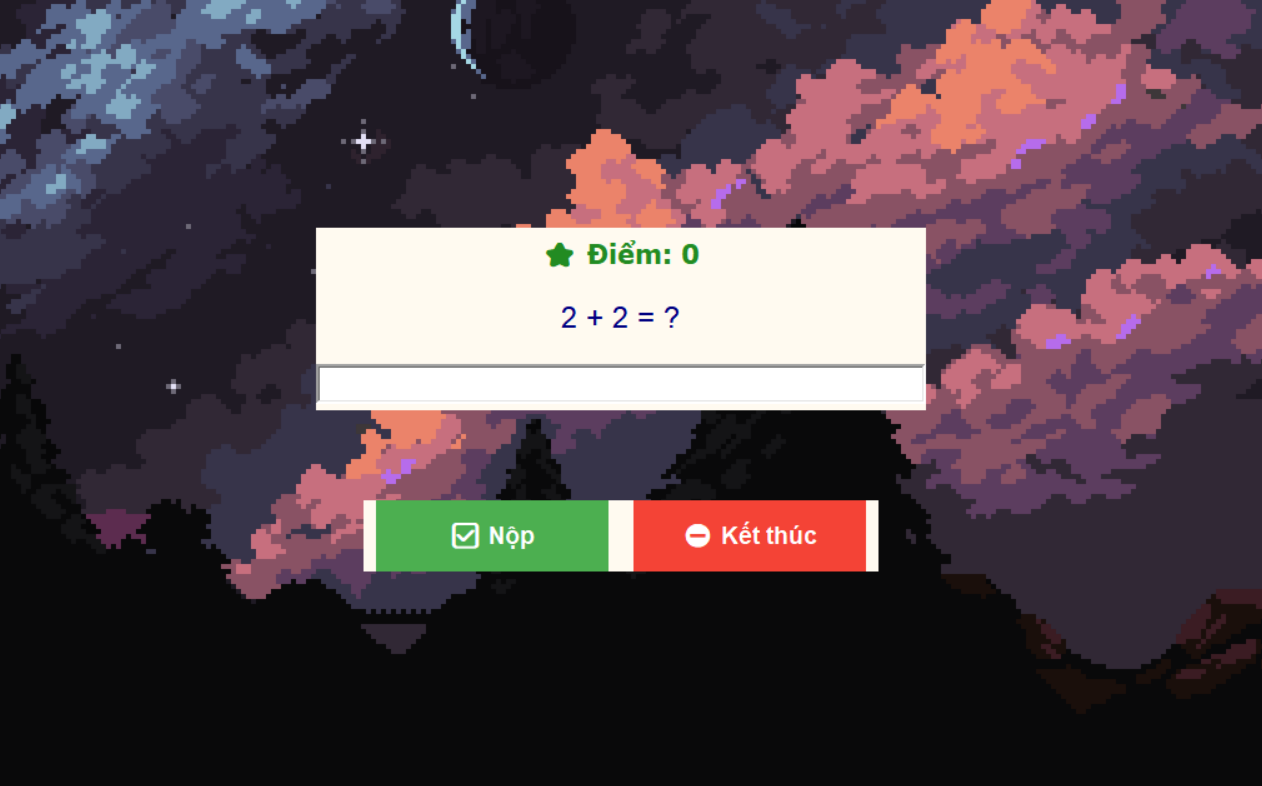 Điểm: 0
2 + 2 = ?
Nộp
Kết thúc